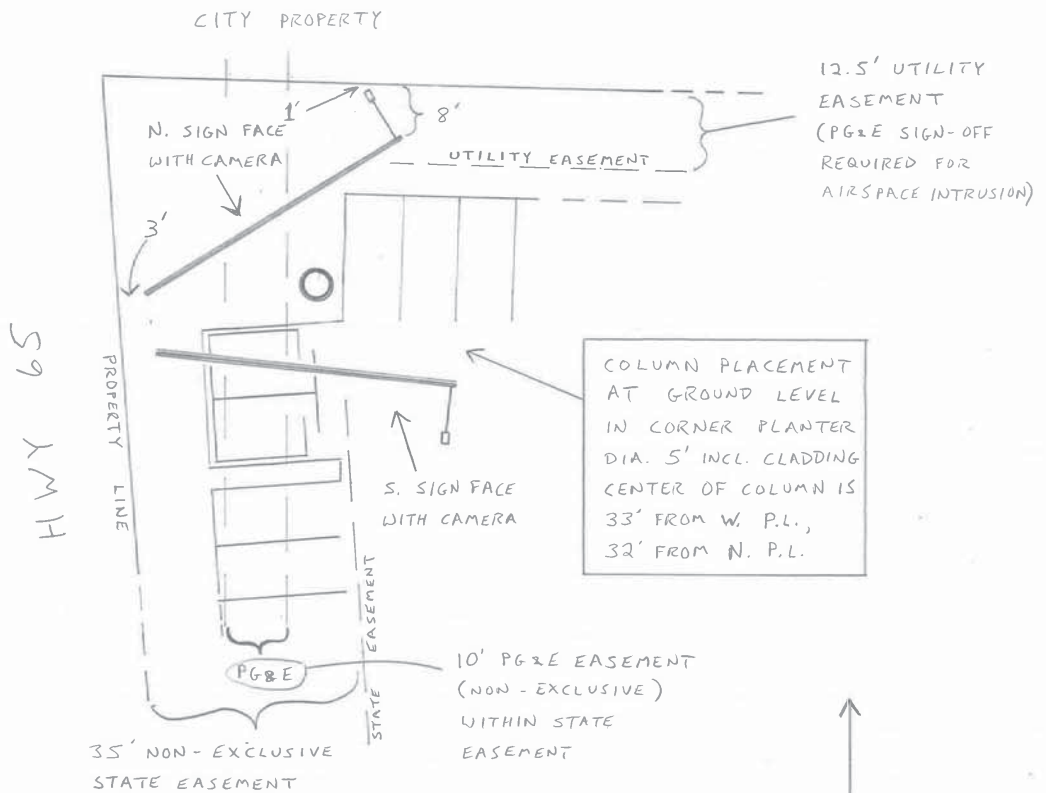 CITY PROPERTY
12.5' UTILITY
EASEMENT
(PG&E SIGN-OFF
REQUIRED FOR
AIRSPACE INTRUSION)
1'
8'
N. SIGN FACE
WITH CAMERA
UTILITY EASEMENT
3'
HWY 65
PROPERTY LINE
COLUMN PLACEMENT
AT GROUND LEVEL
IN CORNER PLANTER
DIA. 5' INCL. CLADDING
CENTER OF COLUMN IS
33' FROM W. P.L.,
32' FROM N. P.L.
S. SIGN FACE
WITH CAMERA
STATE EASEMENT
PG&E
10' PG&E EASEMENT
(NON-EXCLUSIVE)
WITHIN STATE
EASEMENT
35' NON-EXCLUSIVE
STATE EASEMENT